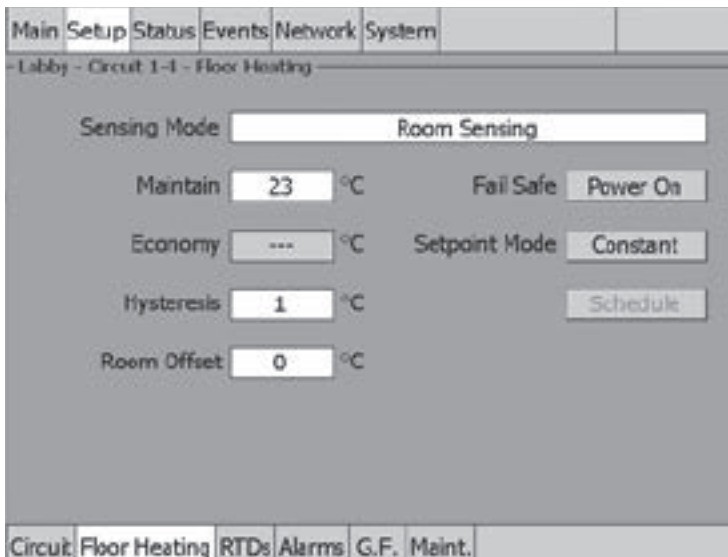 Main Setup Status Events Network System
Lobby - Circuit 1-1 - Floor Heating
Sensing Mode Room Sensing
Maintain 23 °C Fail Safe Power On
Economy --- °C Setpoint Mode Constant
Hysteresis 1 °C Schedule
Room Offset 0 °C
Circuit Floor Heating RTDs Alarms G.F. Maint.